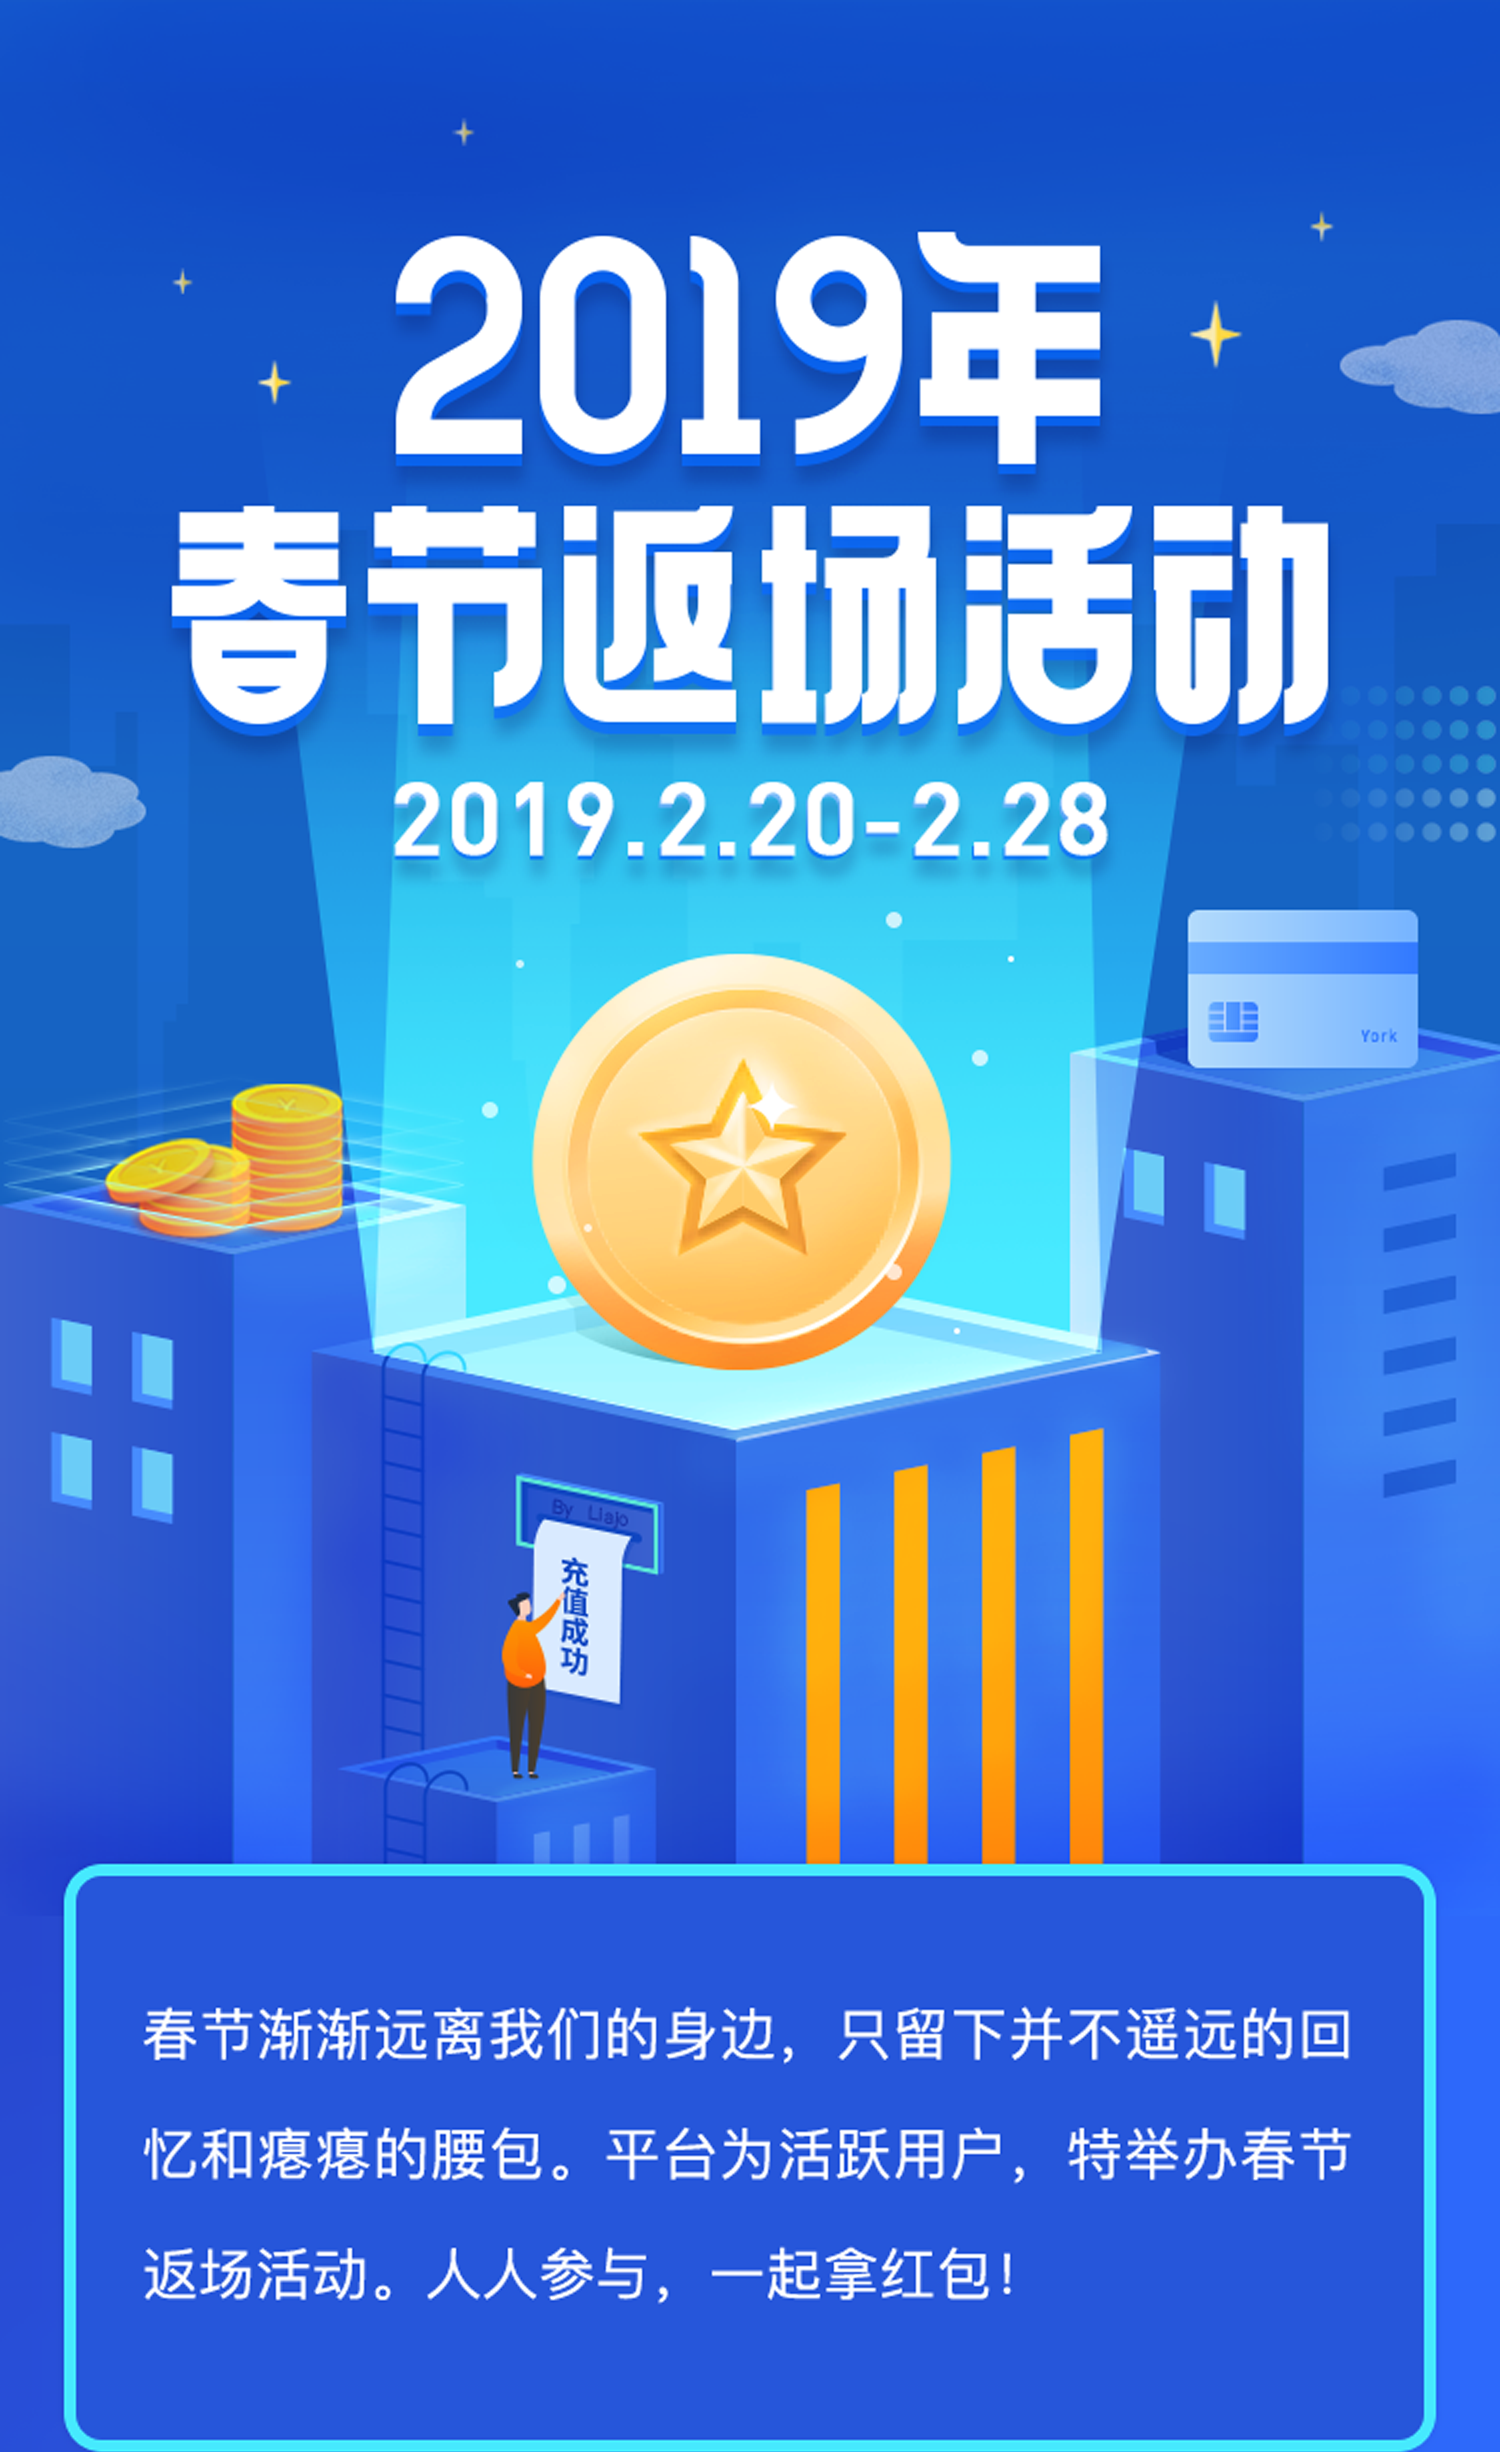 2019年
春节返场活动
2019.2.20-2.28
York
By Llajo
充值成功
春节渐渐远离我们的身边，只留下并不遥远的回
忆和瘪瘪的腰包。平台为活跃用户，特举办春节
返场活动。人人参与，一起拿红包！